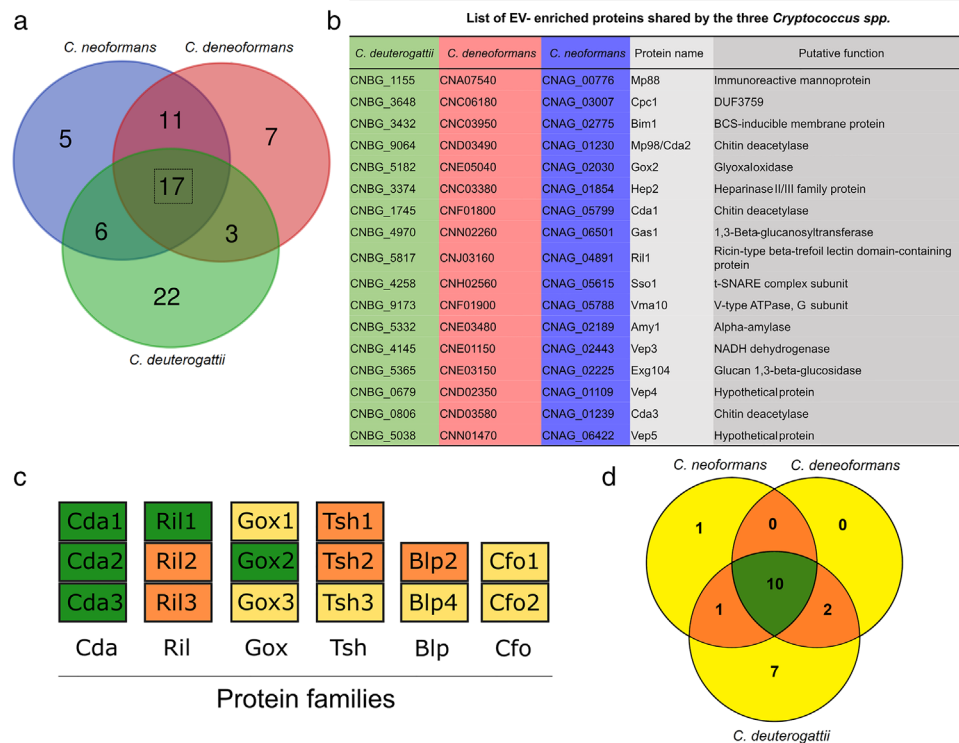 a
C. neoformans
C. deneoformans
5
11
7
17
6
3
22
C. deuterogattii
b
List of EV- enriched proteins shared by the three Cryptococcus spp.
C. deuterogattii C. deneoformans C. neoformans Protein name Putative function
CNBG_1155 CNA07540 CNAG_00776 Mp88 Immunoreactive mannoprotein
CNBG_3648 CNC06180 CNAG_03007 Cpc1 DUF3759
CNBG_3432 CNC03950 CNAG_02775 Bim1 BCS-inducible membrane protein
CNBG_9064 CND03490 CNAG_01230 Mp98/Cda2 Chitin deacetylase
CNBG_5182 CNE05040 CNAG_02030 Gox2 Glyoxaloxidase
CNBG_3374 CNC03380 CNAG_01854 Hep2 Heparinase II/III family protein
CNBG_1745 CNF01800 CNAG_05799 Cda1 Chitin deacetylase
CNBG_4970 CNN02260 CNAG_06501 Gas1 1,3-Beta-glucanosyltransferase
CNBG_5817 CNJ03160 CNAG_04891 Ril1 Ricin-type beta-trefoil lectin domain-containing
protein
CNBG_4258 CNH02560 CNAG_05615 Sso1 t-SNARE complex subunit
CNBG_9173 CNF01900 CNAG_05788 Vma10 V-type ATPase, G subunit
CNBG_5332 CNE03480 CNAG_02189 Amy1 Alpha-amylase
CNBG_4145 CNE01150 CNAG_02443 Vep3 NADH dehydrogenase
CNBG_5365 CNE03150 CNAG_02225 Exg104 Glucan 1,3-beta-glucosidase
CNBG_0679 CND02350 CNAG_01109 Vep4 Hypothetical protein
CNBG_0806 CND03580 CNAG_01239 Cda3 Chitin deacetylase
CNBG_5038 CNN01470 CNAG_06422 Vep5 Hypothetical protein
c
Cda1 Ril1 Gox1 Tsh1
Cda2 Ril2 Gox2 Tsh2 Blp2 Cfo1
Cda3 Ril3 Gox3 Tsh3 Blp4 Cfo2
Cda Ril Gox Tsh Blp Cfo
Protein families
d
C. neoformans
C. deneoformans
1
0
0
10
1
2
7
C. deuterogattii